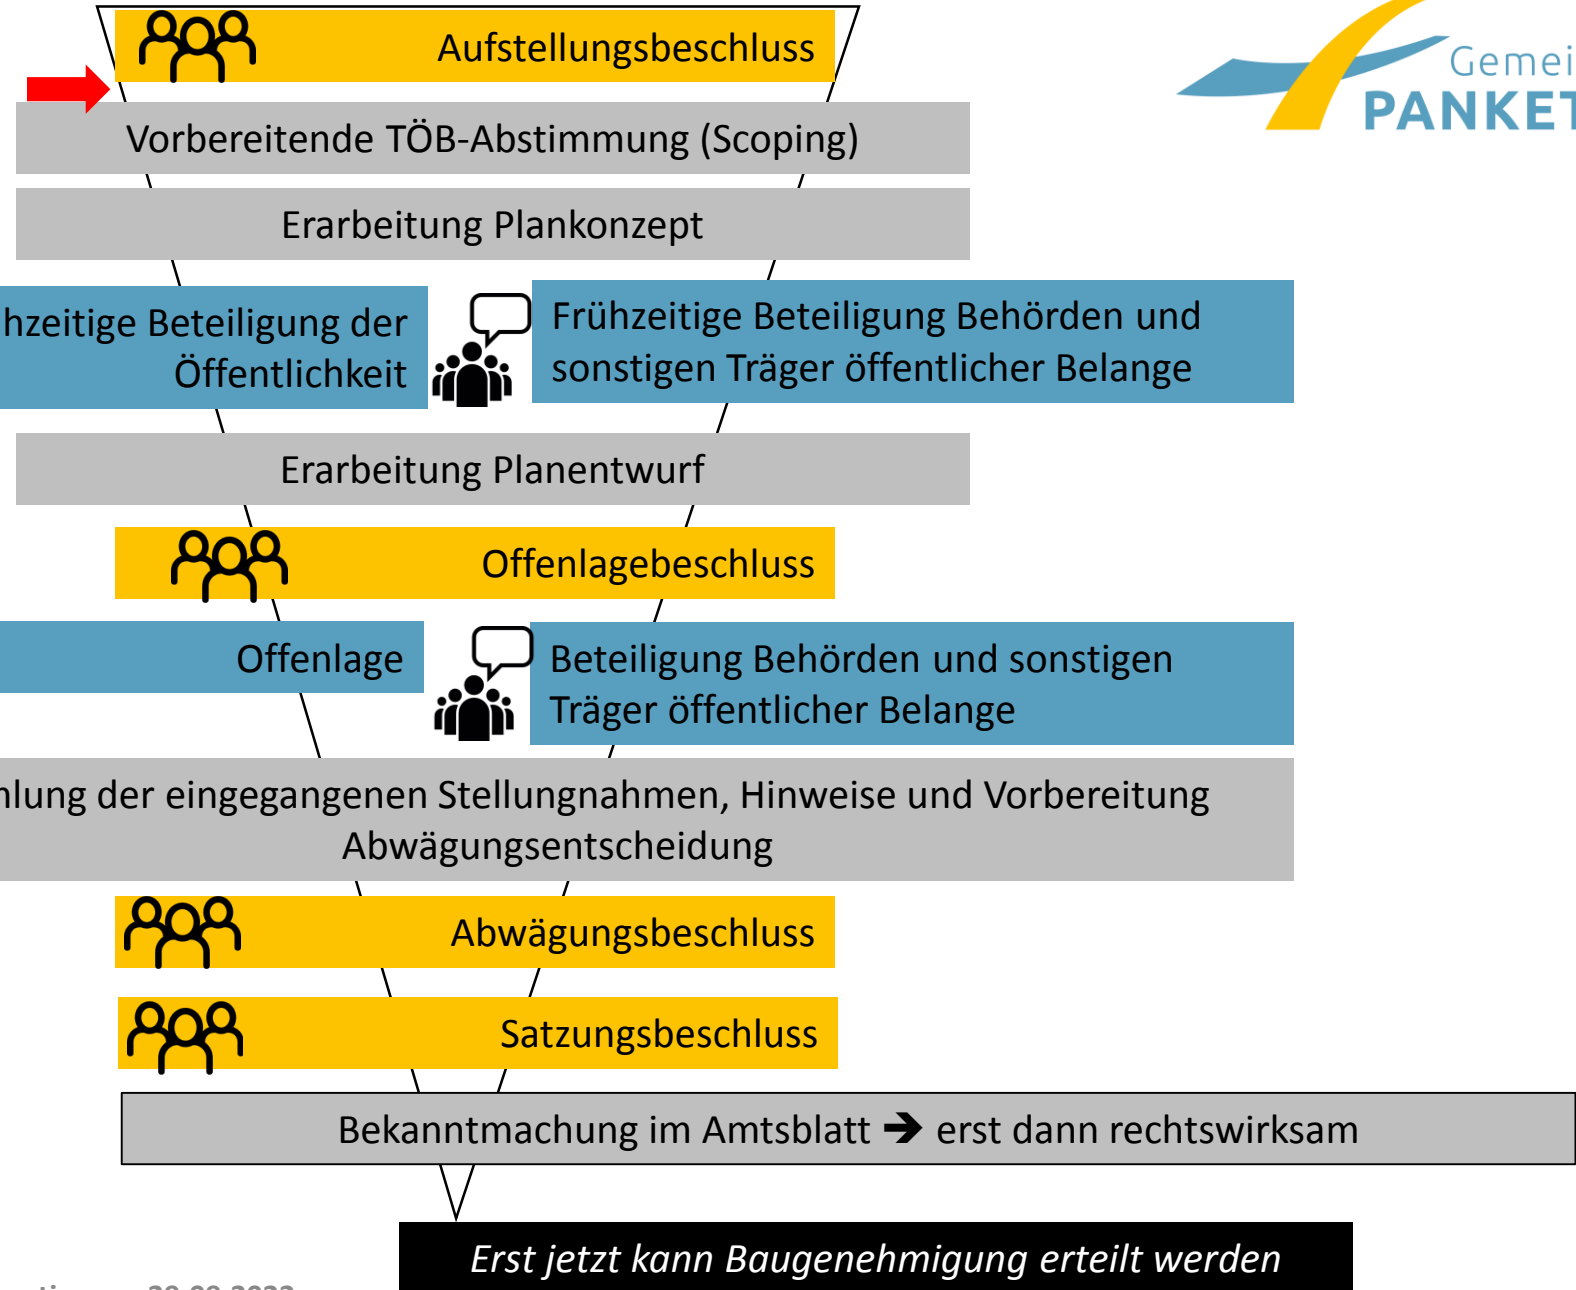 Aufstellungsbeschluss
Gemei
PANKET
Vorbereitende TÖB-Abstimmung (Scoping)
Erarbeitung Plankonzept
hzeitige Beteiligung der
Öffentlichkeit
Frühzeitige Beteiligung Behörden und
sonstigen Träger öffentlicher Belange
Erarbeitung Planentwurf
Offenlagebeschluss
Offenlage
Beteiligung Behörden und sonstigen
Träger öffentlicher Belange
lung der eingegangenen Stellungnahmen, Hinweise und Vorbereitung
Abwägungsentscheidung
Abwägungsbeschluss
Satzungsbeschluss
Bekanntmachung im Amtsblatt ➔ erst dann rechtswirksam
Erst jetzt kann Baugenehmigung erteilt werden